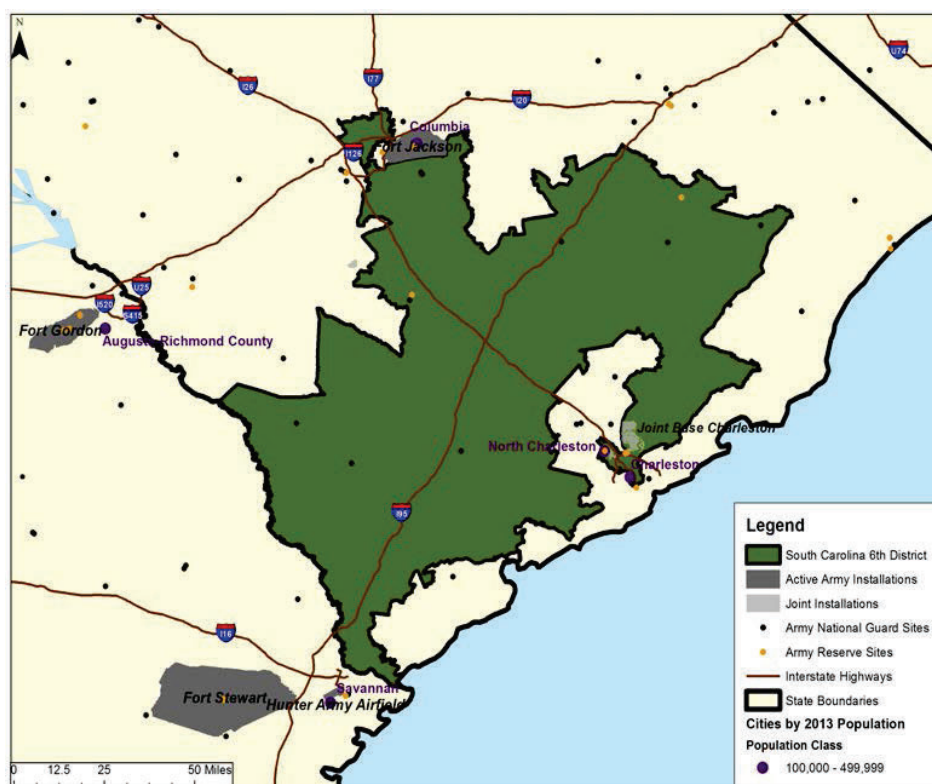 N
U74
I77
I26
I20
Columbia
Fort Jackson
I126
U25
I520
S415
Fort Gordon
Augusta-Richmond County
Joint Base Charleston
North Charleston
Charleston
I95
I16
Savannah
Fort Stewart
Hunter Army Airfield
0 12.5 25 50 Miles
Legend
South Carolina 6th District
Active Army Installations
Joint Installations
Army National Guard Sites
Army Reserve Sites
Interstate Highways
State Boundaries
Cities by 2013 Population
Population Class
100,000 - 499,999